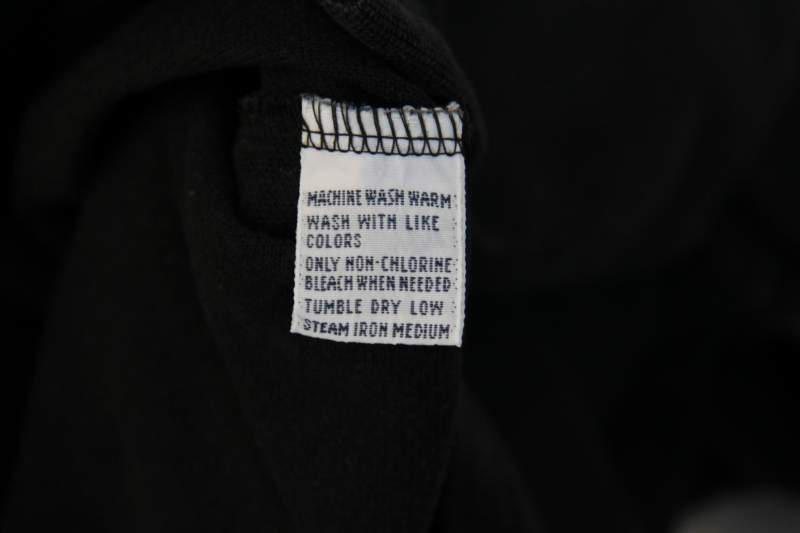 MACHINE WASH WARM
WASH WITH LIKE
COLORS
ONLY NON-CHLORINE
BLEACH WHEN NEEDED
TUMBLE DRY LOW
STEAM IRON MEDIUM